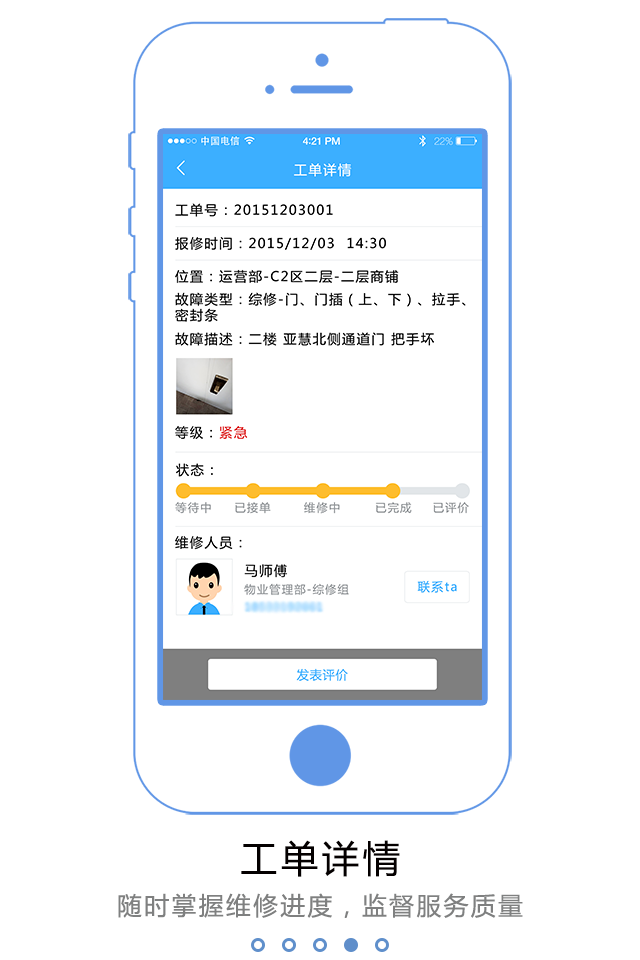 中国电信
4:21 PM
22%
工单详情
工单号：20151203001
报修时间：2015/12/03 14:30
位置：运营部-C2区二层-二层商铺
故障类型：综修-门、门插（上、下）、拉手、
密封条
故障描述：二楼 亚慧北侧通道门 把手坏
等级：紧急
状态：
等待中 已接单 维修中 已完成 已评价
维修人员：
马师傅
物业管理部-综修组
联系ta
发表评价
工单详情
随时掌握维修进度，监督服务质量